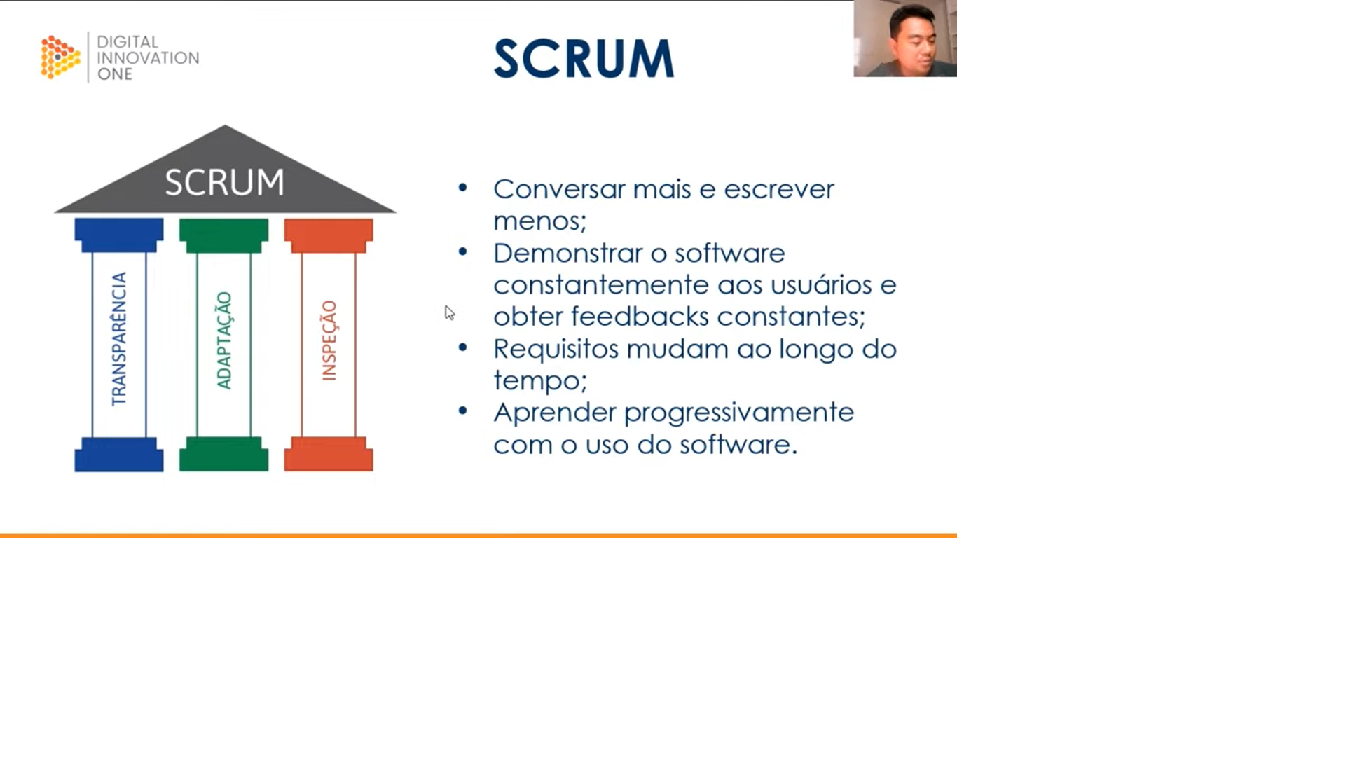 DIGITAL
INNOVATION
ONE
SCRUM
SCRUM
TRANSPARÊNCIA
ADAPTAÇÃO
INSPEÇÃO
• Conversar mais e escrever
menos;
• Demonstrar o software
constantemente aos usuários e
obter feedbacks constantes;
• Requisitos mudam ao longo do
tempo;
• Aprender progressivamente
com o uso do software.